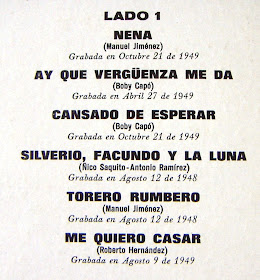 LADO 1
NENA
(Manuel Jiménez)
Grabada en Octubre 21 de 1949
AY QUE VERGÜENZA ME DA
(Boby Capó)
Grabada en Abril 27 de 1949
CANSADO DE ESPERAR
(Boby Capó)
Grabada en Octubre 21 de 1949
SILVERIO, FACUNDO Y LA LUNA
(Ñico Saquito-Antonio Ramírez)
Grabada en Agosto 12 de 1948
TORERO RUMBERO
(Manuel Jiménez)
Grabada en Agosto 12 de 1948
ME QUIERO CASAR
(Roberto Hernández)
Grabada en Agosto 9 de 1949